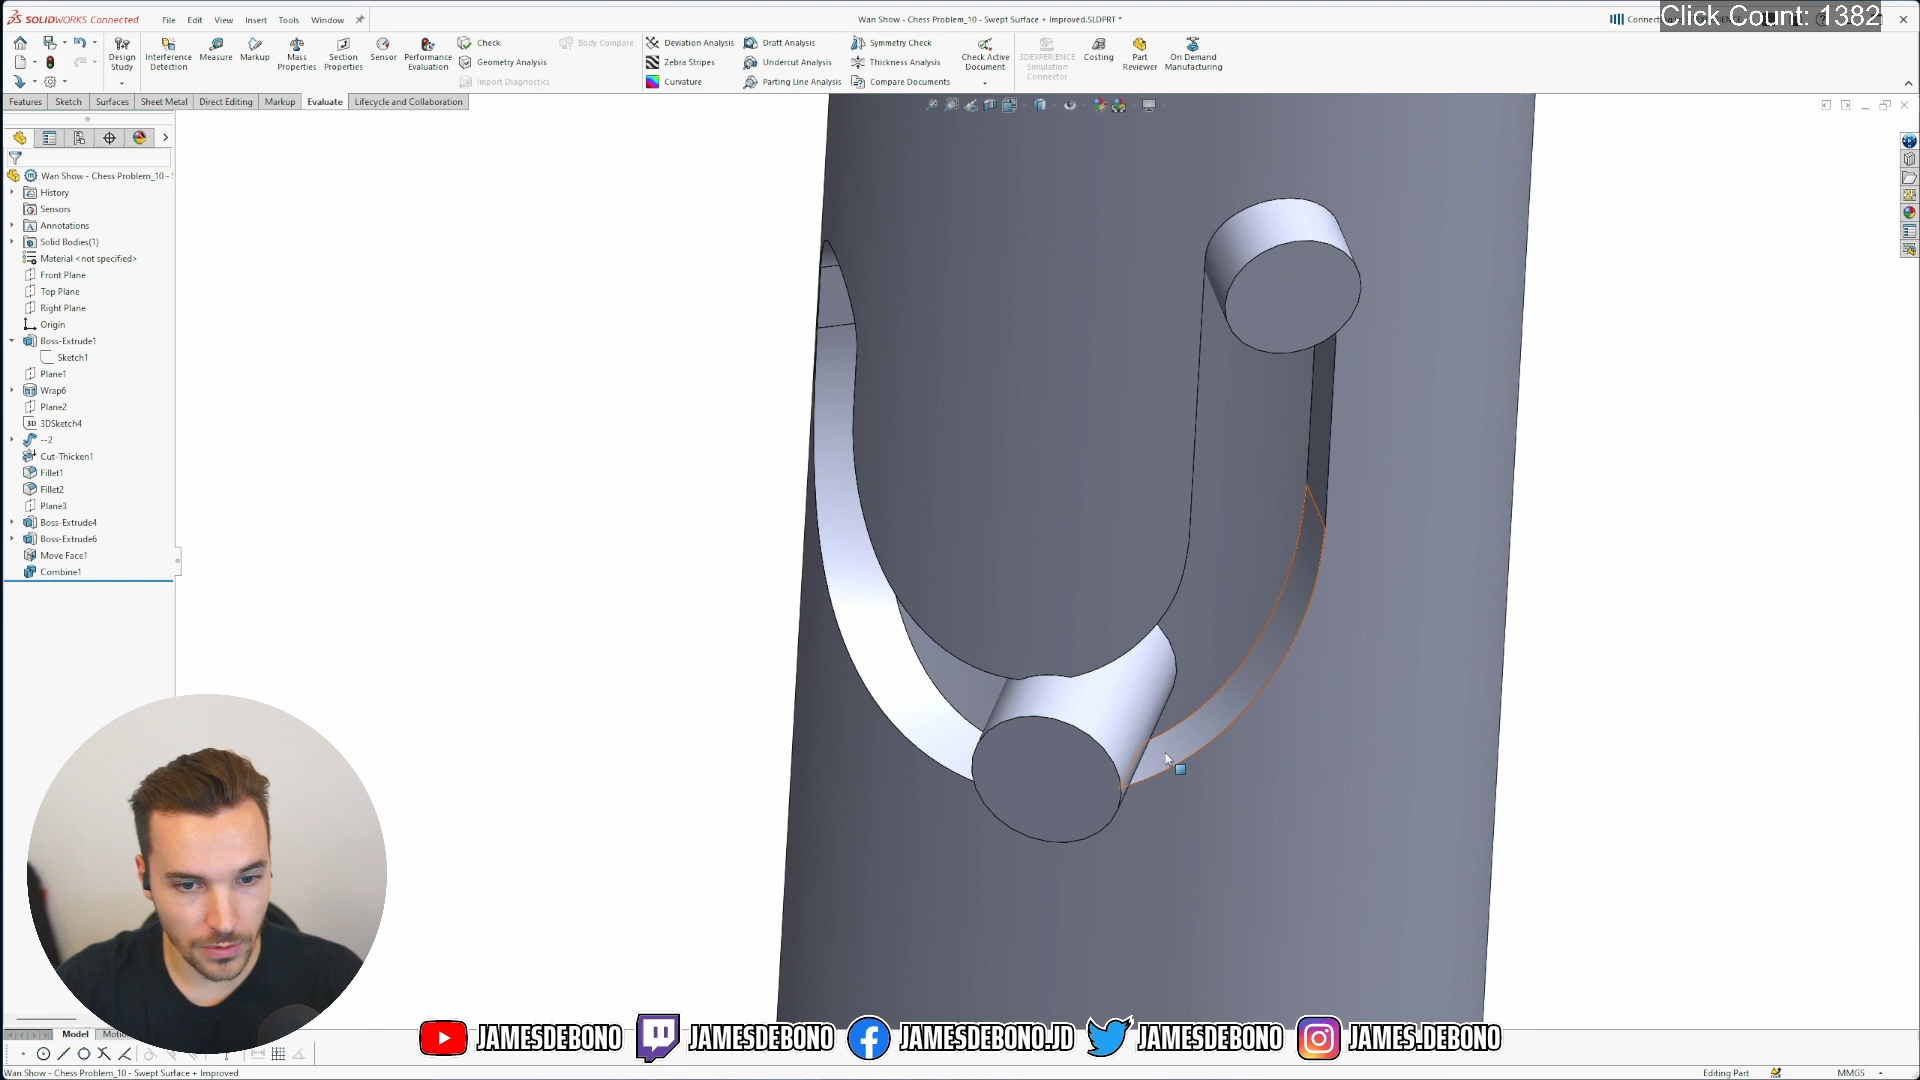 SOLIDWORKS Connected
File Edit View Insert Tools Window
Wan Show - Chess Problem_10 - Swept Surface + Improved.SLDPRT *
Click Count: 1382
Design Study
Interference Detection
Measure
Markup
Mass Properties
Section Properties
Sensor
Performance Evaluation
Check
Geometry Analysis
Import Diagnostics
Body Compare
Deviation Analysis
Zebra Stripes
Curvature
Draft Analysis
Undercut Analysis
Parting Line Analysis
Symmetry Check
Thickness Analysis
Compare Documents
Check Active Document
3DEXPERIENCE Simulation Connector
Costing
Part Reviewer
On Demand Manufacturing
Features Sketch Surfaces Sheet Metal Direct Editing Markup Evaluate Lifecycle and Collaboration
Wan Show - Chess Problem_10 -
History
Sensors
Annotations
Solid Bodies(1)
Material <not specified>
Front Plane
Top Plane
Right Plane
Origin
Boss-Extrude1
Sketch1
Plane1
Wrap6
Plane2
3D 3DSketch4
--2
Cut-Thicken1
Fillet1
Fillet2
Plane3
Boss-Extrude4
Boss-Extrude6
Move Face1
Combine1
Model
JAMESDEBONO JAMESDEBONO JAMESDEBONO.JD JAMESDEBONO JAMES.DEBONO
Wan Show - Chess Problem_10 - Swept Surface + Improved
Editing Part
MMGS